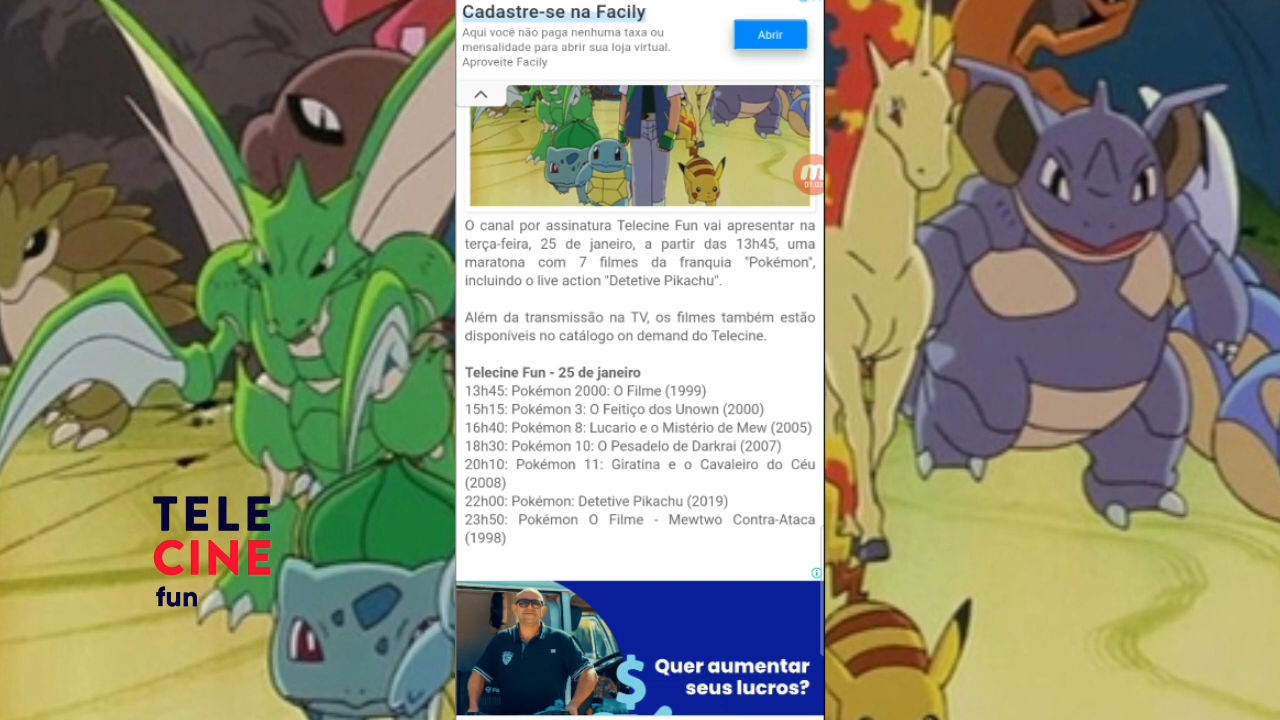 Cadastre-se na Facily
Aqui você não paga nenhuma taxa ou
mensalidade para abrir sua loja virtual.
Aproveite Facily
Abrir
01:03
O canal por assinatura Telecine Fun vai apresentar na
terça-feira, 25 de janeiro, a partir das 13h45, uma
maratona com 7 filmes da franquia "Pokémon",
incluindo o live action "Detetive Pikachu".
Além da transmissão na TV, os filmes também estão
disponíveis no catálogo on demand do Telecine.
Telecine Fun - 25 de janeiro
13h45: Pokémon 2000: O Filme (1999)
15h15: Pokémon 3: O Feitiço dos Unown (2000)
16h40: Pokémon 8: Lucario e o Mistério de Mew (2005)
18h30: Pokémon 10: O Pesadelo de Darkrai (2007)
20h10: Pokémon 11: Giratina e o Cavaleiro do Céu
(2008)
22h00: Pokémon: Detetive Pikachu (2019)
23h50: Pokémon O Filme - Mewtwo Contra-Ataca
(1998)
TELE
CINE
fun
$
Quer aumentar
seus lucros?